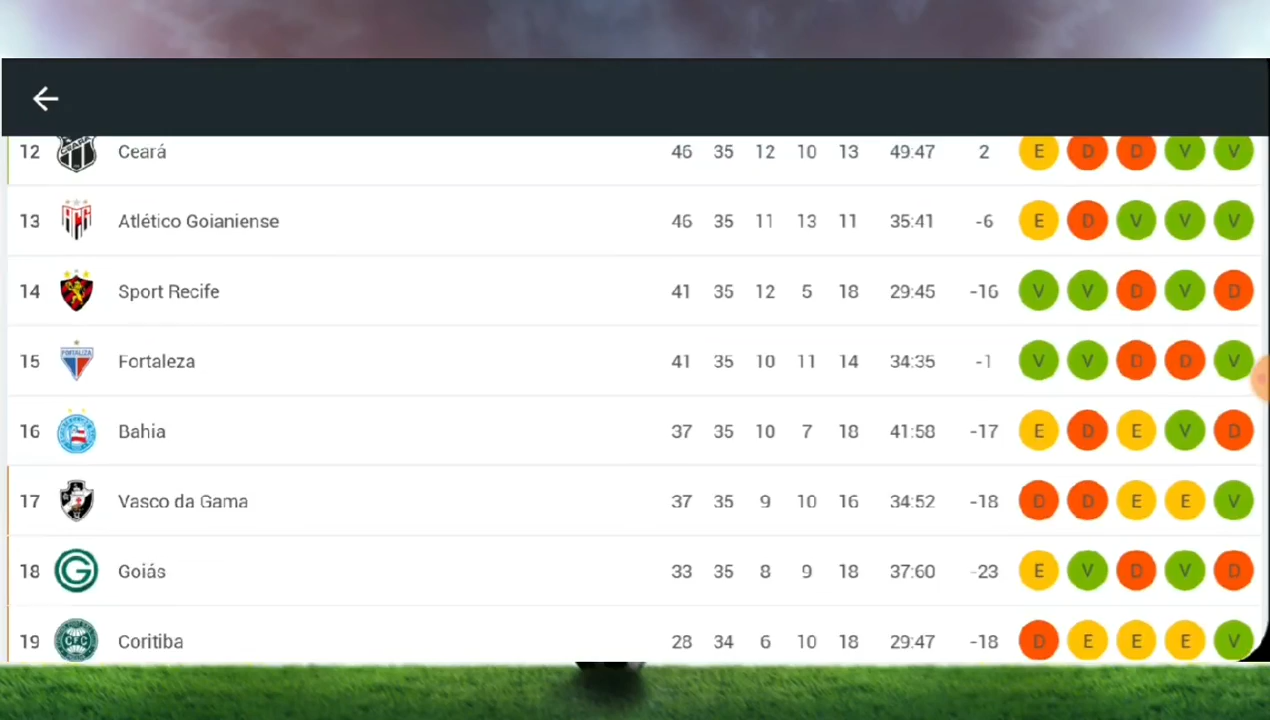 12 Ceará 46 35 12 10 13 49:47 2 E D D V V
13 Atlético Goianiense 46 35 11 13 11 35:41 -6 E D V V V
14 Sport Recife 41 35 12 5 18 29:45 -16 V V D V D
15 FORTALEZA Fortaleza 41 35 10 11 14 34:35 -1 V V D D V
16 Bahia 37 35 10 7 18 41:58 -17 E D E V D
17 Vasco da Gama 37 35 9 10 16 34:52 -18 D D E E V
18 G Goiás 33 35 8 9 18 37:60 -23 E V D V D
19 CFC Coritiba 28 34 6 10 18 29:47 -18 D E E E V